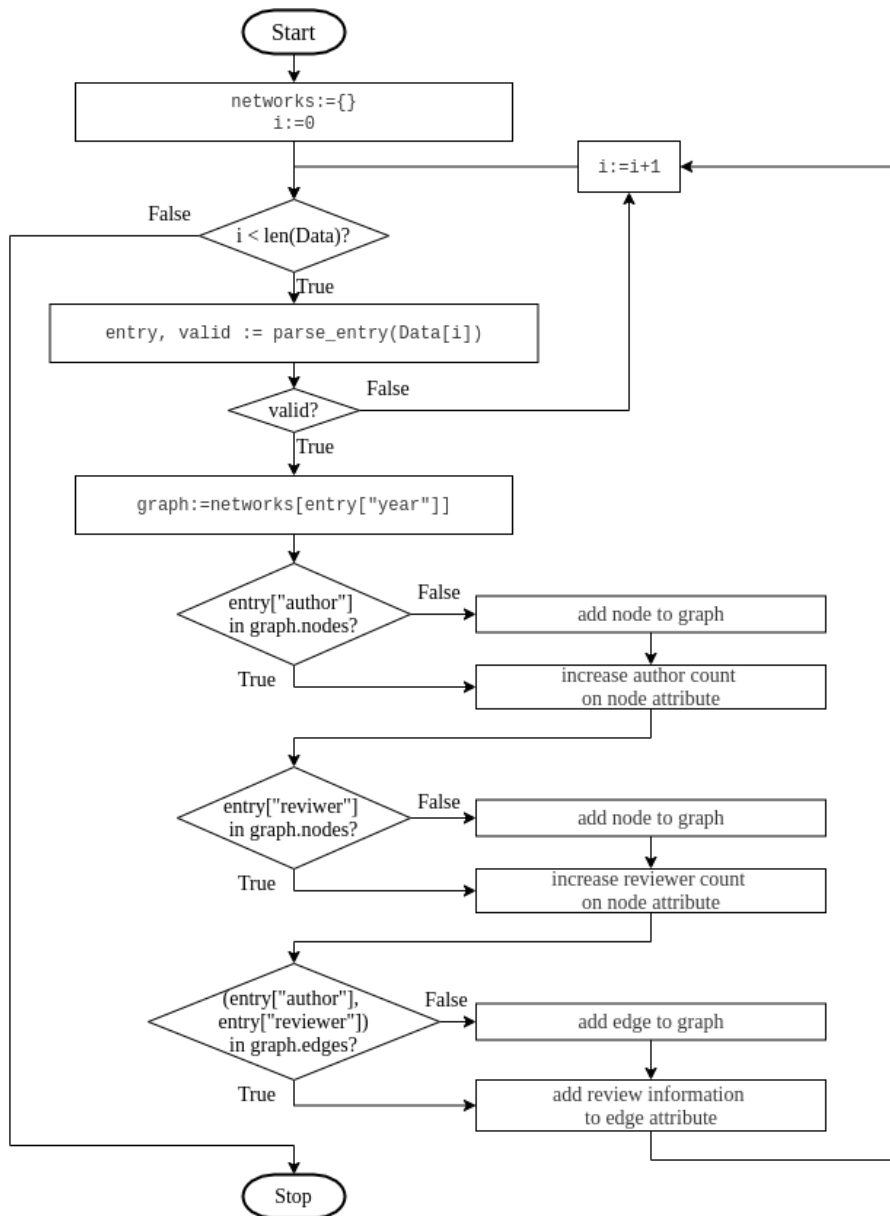 Start
networks:={}
i:=0
i:=i+1
False
i < len(Data)?
True
entry, valid := parse_entry(Data[i])
False
valid?
True
graph:=networks[entry["year"]]
False
entry["author"]
in graph.nodes?
add node to graph
True
increase author count
on node attribute
False
entry["reviwer"]
in graph.nodes?
add node to graph
True
increase reviewer count
on node attribute
False
(entry["author"],
entry["reviewer"])
in graph.edges?
add edge to graph
True
add review information
to edge attribute
Stop